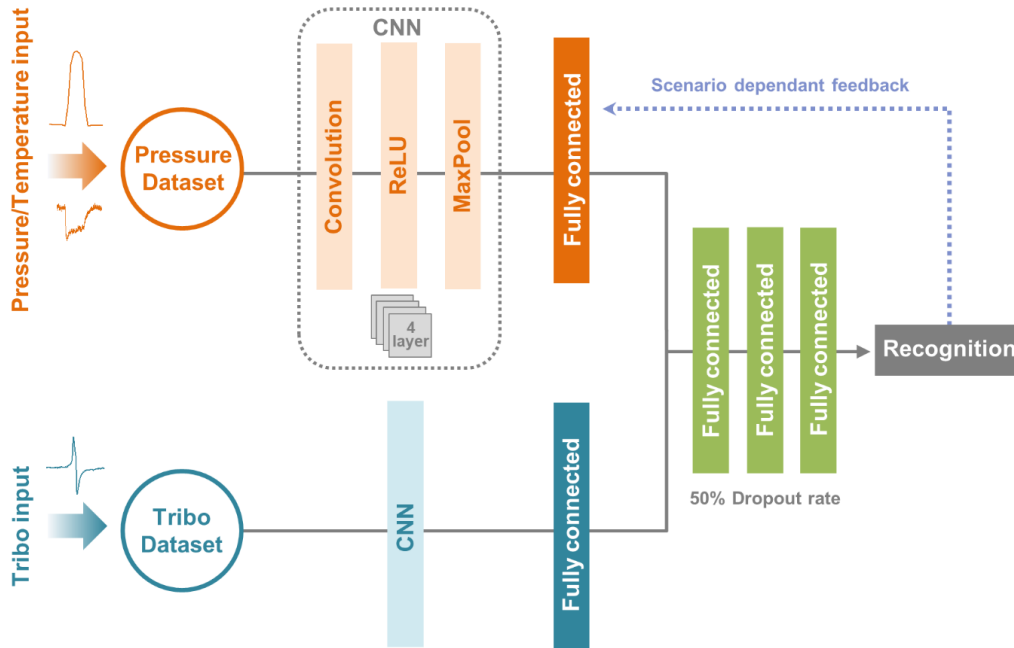 Pressure/Temperature input
Pressure
Dataset
CNN
Convolution
ReLU
MaxPool
4
layer
Fully connected
Scenario dependant feedback
Tribo input
Tribo
Dataset
CNN
Fully connected
Fully connected
Fully connected
Fully connected
50% Dropout rate
Recognition